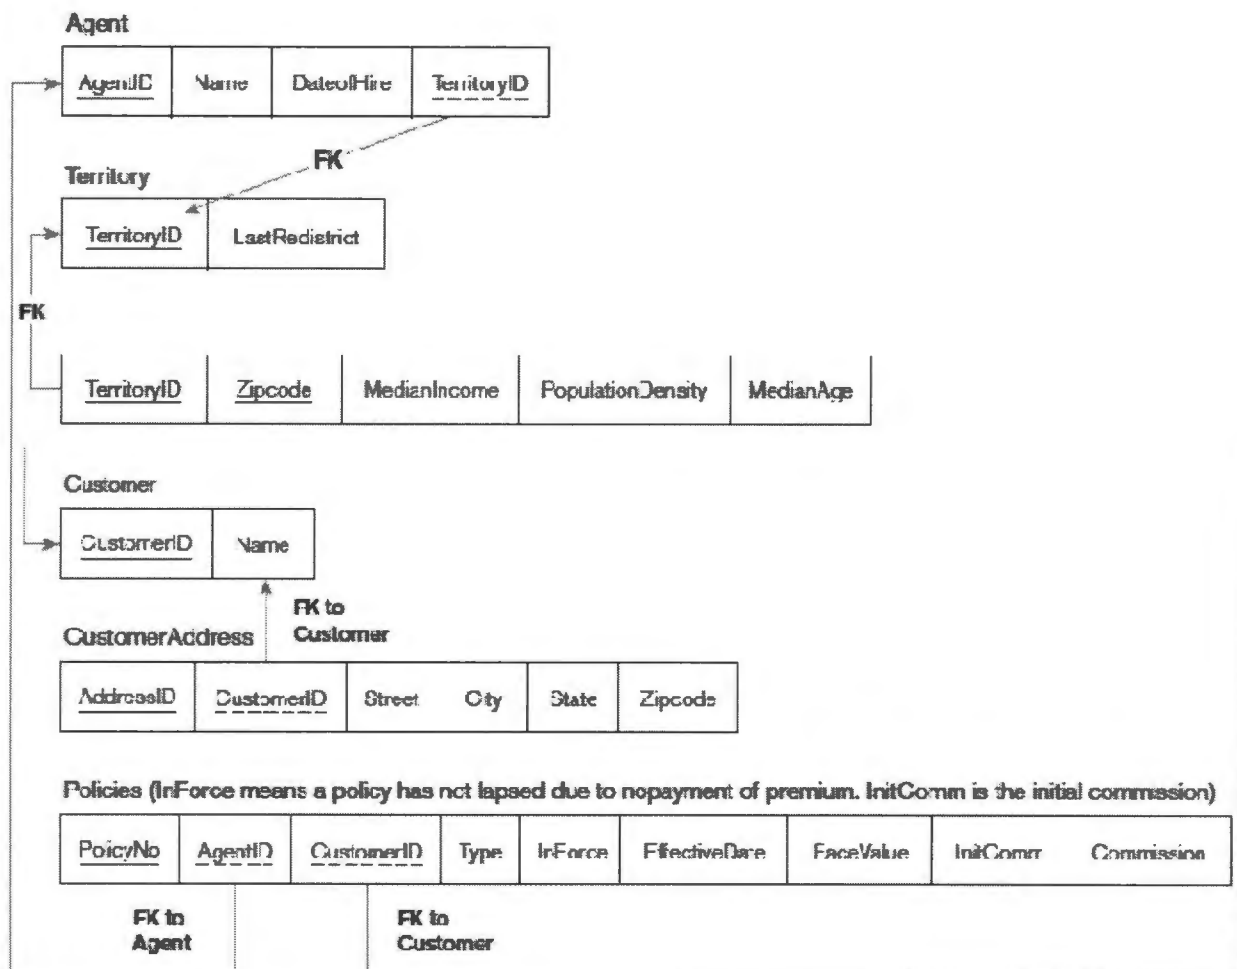 Agent
AgentID Name DateofHire TerritoryID
FK
Territory
TerritoryID LastRedistrict
FK
TerritoryID Zipcode MedianIncome PopulationDensity MedianAge
Customer
CustomerID Name
FK to
Customer
CustomerAddress
AddressID CustomerID Street City State Zipcode
Policies (InForce means a policy has not lapsed due to nopayment of premium. InitComm is the initial commission)
PolicyNo AgentID CustomerID Type InForce EffectiveDate FaceValue InitComm Commission
FK to
Agent
FK to
Customer